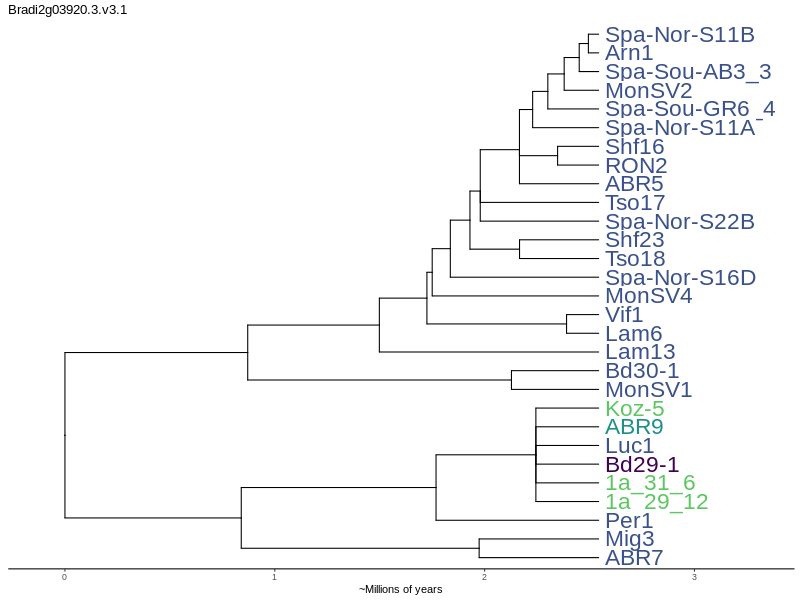 Bradi2g03920.3.v3.1
Spa-Nor-S11B
Arn1
Spa-Sou-AB3_3
MonSV2
Spa-Sou-GR6_4
Spa-Nor-S11A
Shf16
RON2
ABR5
Tso17
Spa-Nor-S22B
Shf23
Tso18
Spa-Nor-S16D
MonSV4
Vif1
Lam6
Lam13
Bd30-1
MonSV1
Koz-5
ABR9
Luc1
Bd29-1
1a_31_6
1a_29_12
Per1
Mig3
ABR7
0 1 2 3
~Millions of years